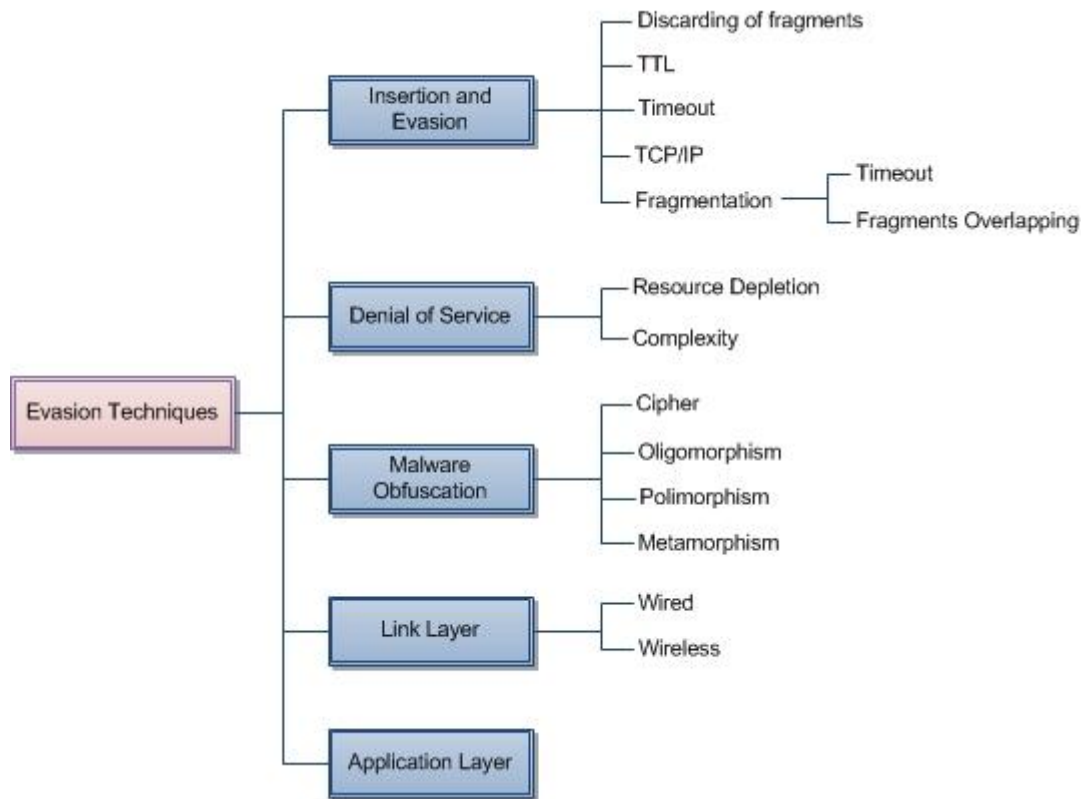 Evasion Techniques
Insertion and
Evasion
Discarding of fragments
TTL
Timeout
TCP/IP
Fragmentation
Timeout
Fragments Overlapping
Denial of Service
Resource Depletion
Complexity
Malware
Obfuscation
Cipher
Oligomorphism
Polimorphism
Metamorphism
Link Layer
Wired
Wireless
Application Layer